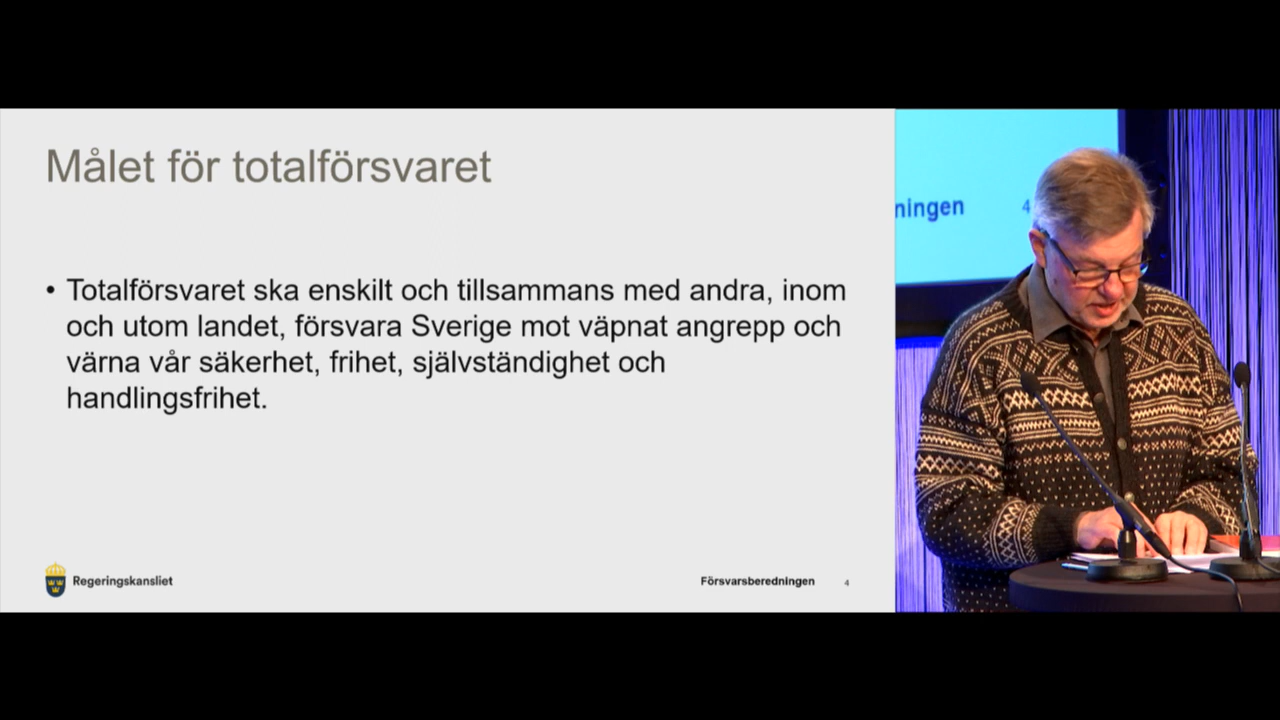 Målet för totalförsvaret
• Totalförsvaret ska enskilt och tillsammans med andra, inom
och utom landet, försvara Sverige mot väpnat angrepp och
värna vår säkerhet, frihet, självständighet och
handlingsfrihet.
Regeringskansliet
Försvarsberedningen 4
ningen 4